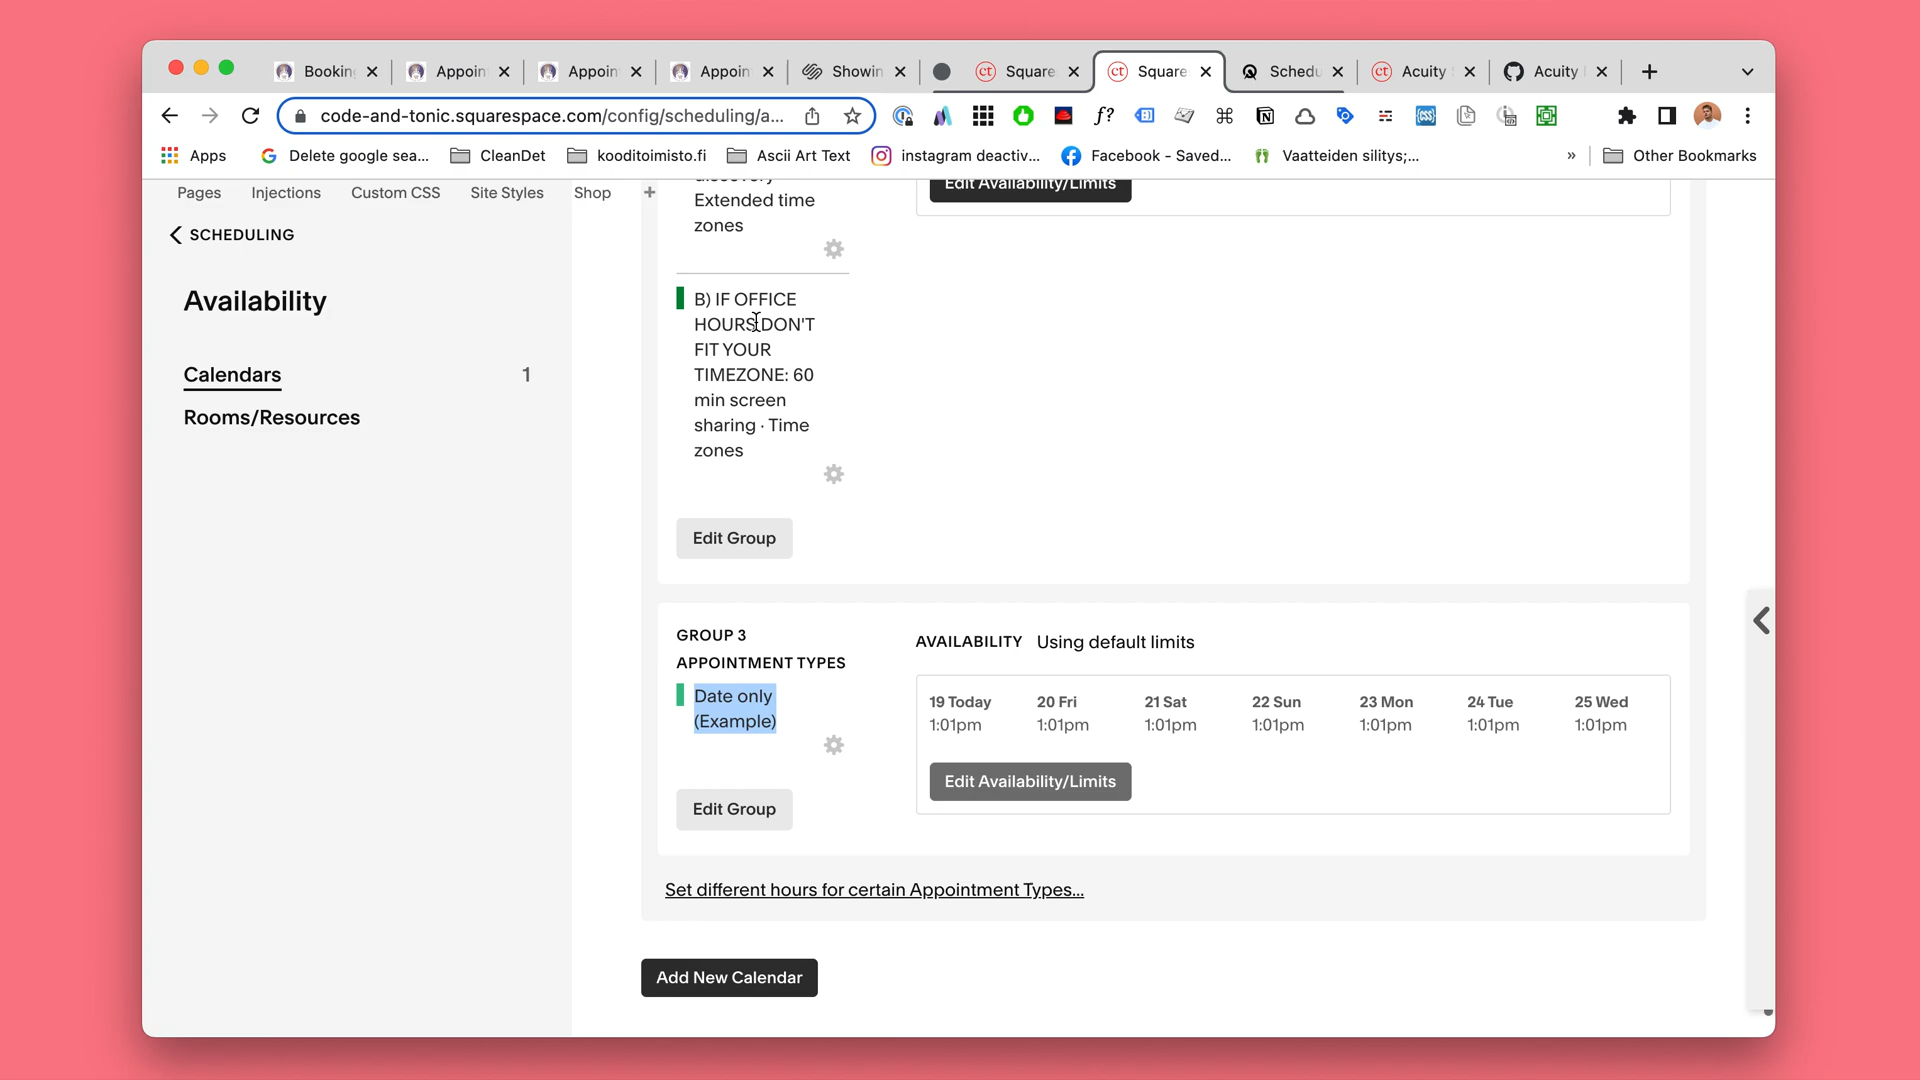 Booking
Appoin
Appoin
Appoin
Showin
ct Square
ct Square
Schedu
ct Acuity
Acuity
code-and-tonic.squarespace.com/config/scheduling/a...
f?
Apps
Delete google sea...
CleanDet
kooditoimisto.fi
Ascii Art Text
instagram deactiv...
Facebook - Saved...
Vaatteiden silitys;...
»
Other Bookmarks
Pages
Injections
Custom CSS
Site Styles
Shop
+
SCHEDULING
Availability
Calendars 1
Rooms/Resources
discovery
Extended time
zones
Edit Availability/Limits
B) IF OFFICE
HOURS DON'T
FIT YOUR
TIMEZONE: 60
min screen
sharing · Time
zones
Edit Group
GROUP 3
APPOINTMENT TYPES
Date only
(Example)
Edit Group
AVAILABILITY Using default limits
19 Today 20 Fri 21 Sat 22 Sun 23 Mon 24 Tue 25 Wed
1:01pm 1:01pm 1:01pm 1:01pm 1:01pm 1:01pm 1:01pm
Edit Availability/Limits
Set different hours for certain Appointment Types...
Add New Calendar